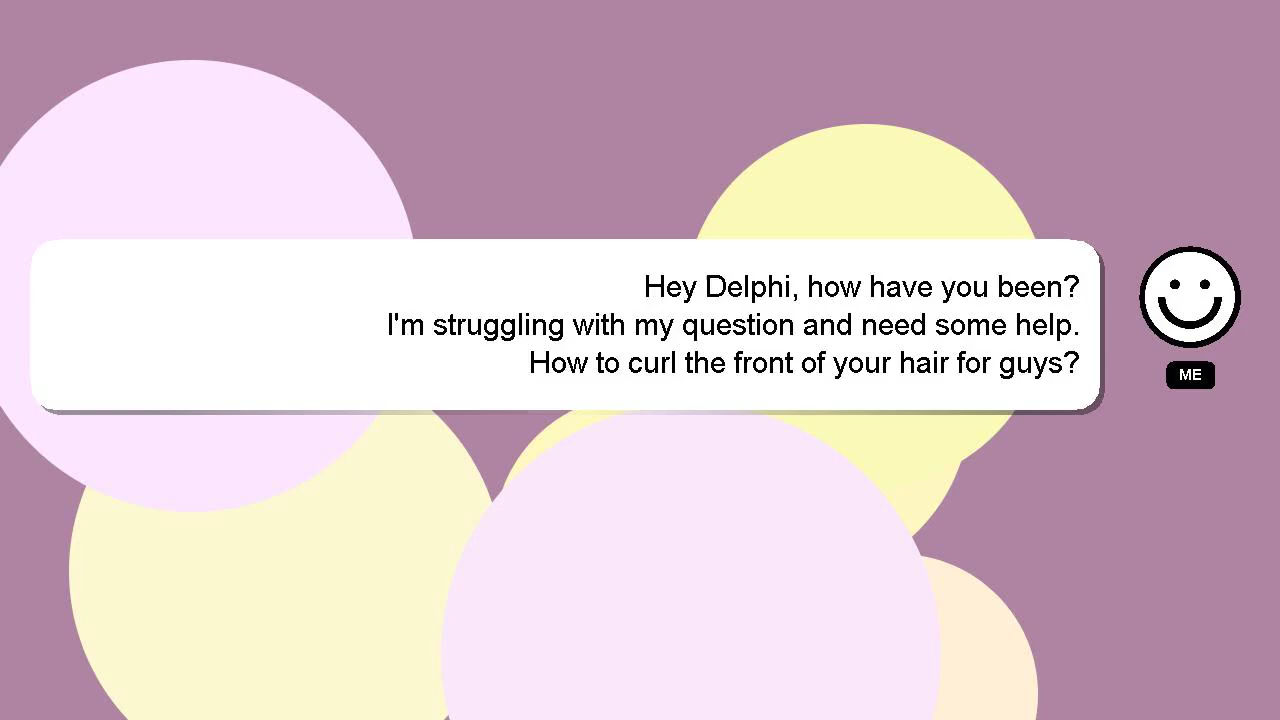 Hey Delphi, how have you been?
I'm struggling with my question and need some help.
How to curl the front of your hair for guys?
ME